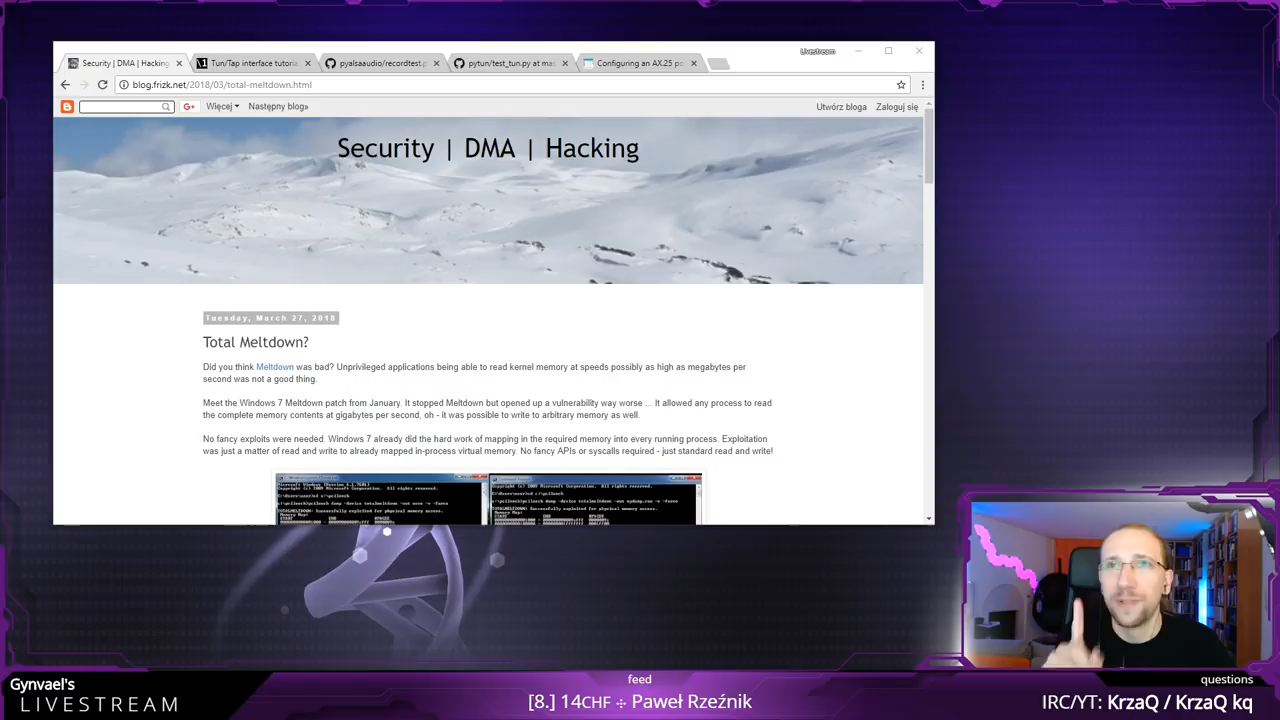 Livestream
Security | DMA | Hacking
Tun/Tap interface tutoria
pyalsaaudio/recordtest.p
pytun/test_tun.py at mas
Configuring an AX.25 po
blog.frizk.net/2018/03/total-meltdown.html
G+ Więcej Następny blog» Utwórz bloga Zaloguj się
Security | DMA | Hacking
Tuesday, March 27, 2018
Total Meltdown?
Did you think Meltdown was bad? Unprivileged applications being able to read kernel memory at speeds possibly as high as megabytes per
second was not a good thing.
Meet the Windows 7 Meltdown patch from January. It stopped Meltdown but opened up a vulnerability way worse ... It allowed any process to read
the complete memory contents at gigabytes per second, oh - it was possible to write to arbitrary memory as well.
No fancy exploits were needed. Windows 7 already did the hard work of mapping in the required memory into every running process. Exploitation
was just a matter of read and write to already mapped in-process virtual memory. No fancy APIs or syscalls required - just standard read and write!
Gynvael's
LIVESTREAM
feed
[8.] 14CHF ⊹ Paweł Rzeźnik
questions
IRC/YT: KrzaQ / KrzaQ kq